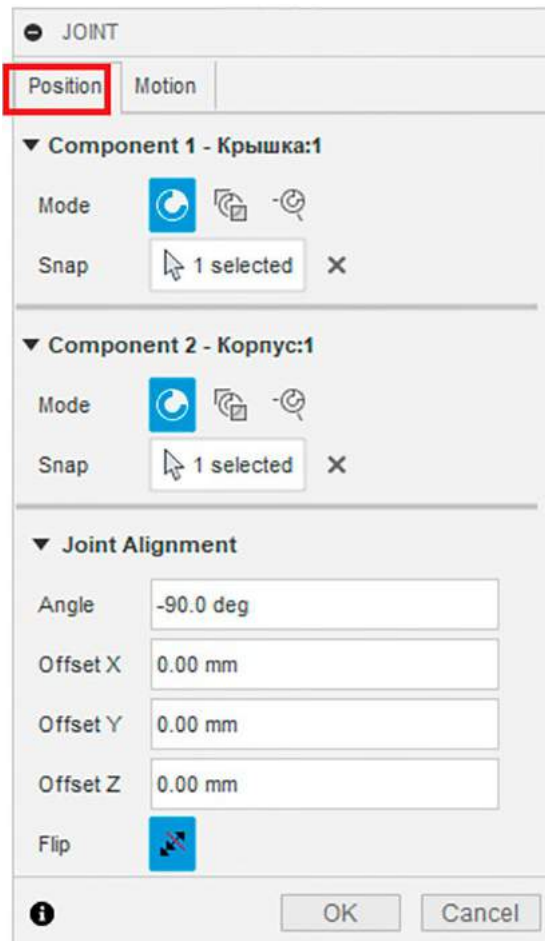 JOINT
Position Motion
Component 1 - Крышка:1
Mode
Snap 1 selected
Component 2 - Корпус:1
Mode
Snap 1 selected
Joint Alignment
Angle -90.0 deg
Offset X 0.00 mm
Offset Y 0.00 mm
Offset Z 0.00 mm
Flip
OK Cancel